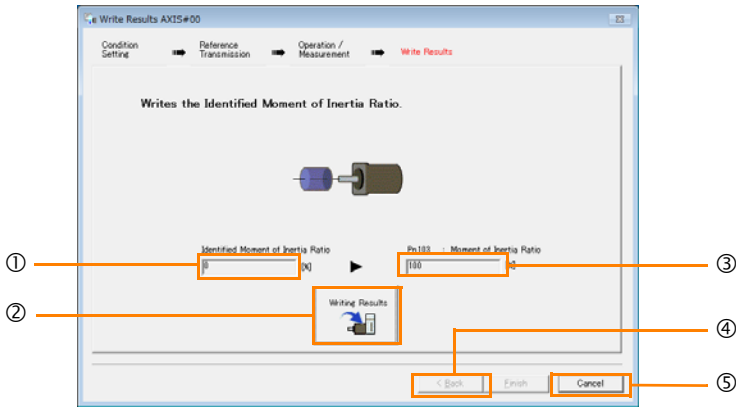 Write Results AXIS#00
Condition Setting
Reference Transmission
Operation / Measurement
Write Results
Writes the Identified Moment of Inertia Ratio.
Identified Moment of Inertia Ratio
Pn103 : Moment of Inertia Ratio
①
0
[%]
100
[%]
③
②
Writing Results
④
< Back
Finish
Cancel
⑤